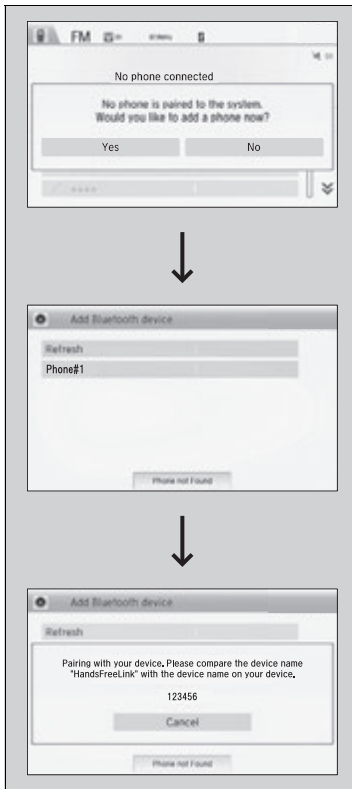 FM
No phone connected
No phone is paired to the system.
Would you like to add a phone now?
Yes No
Add Bluetooth device
Refresh
Phone#1
Phone not Found
Add Bluetooth device
Refresh
Pairing with your device. Please compare the device name
"HandsFreeLink" with the device name on your device.
123456
Cancel
Phone not Found